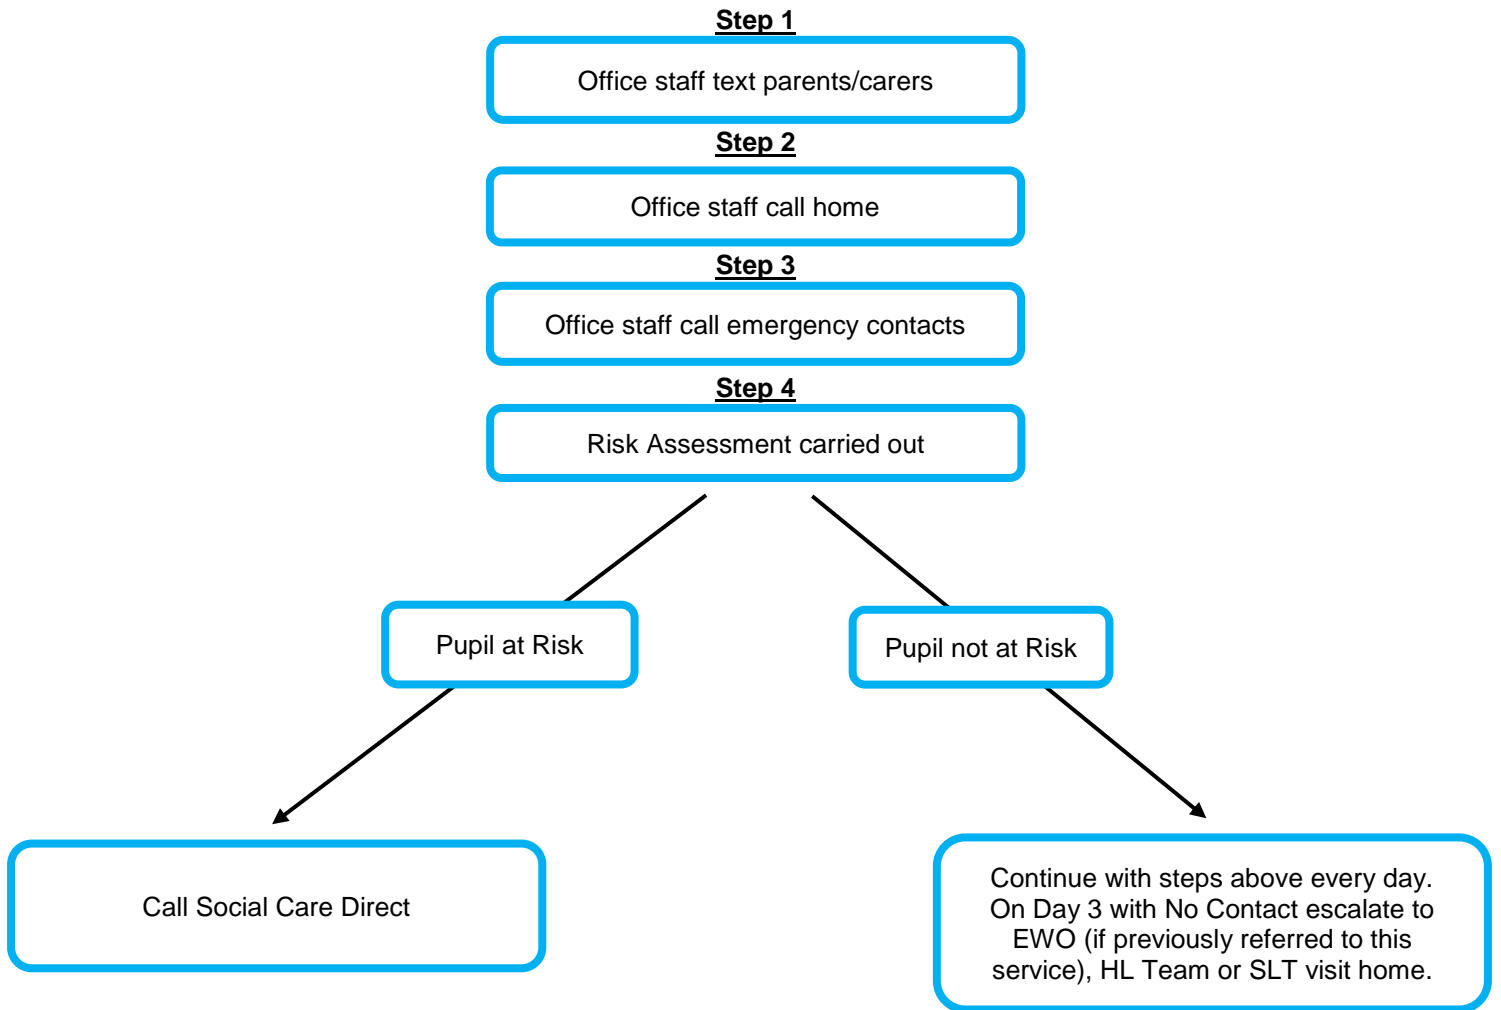 Step 1
Office staff text parents/carers
Step 2
Office staff call home
Step 3
Office staff call emergency contacts
Step 4
Risk Assessment carried out
Pupil at Risk
Pupil not at Risk
Call Social Care Direct
Continue with steps above every day.
On Day 3 with No Contact escalate to
EWO (if previously referred to this
service), HL Team or SLT visit home.